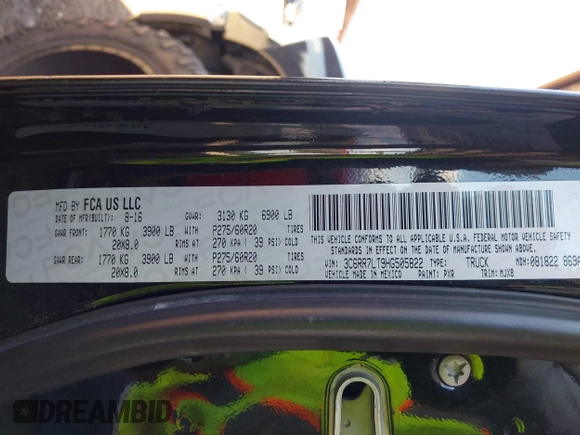 MFD BY FCA US LLC
DATE OF MFR(BUILT): 8-16 GVWR: 3130 KG 6900 LB
GAWR FRONT: 1770 KG 3900 LB WITH P275/60R20 TIRES
20X8.0 RIMS AT 270 KPA ( 39 PSI) COLD
GAWR REAR: 1770 KG 3900 LB WITH P275/60R20 TIRES
20X8.0 RIMS AT 270 KPA ( 39 PSI) COLD
THIS VEHICLE CONFORMS TO ALL APPLICABLE U.S.A. FEDERAL MOTOR VEHICLE SAFETY
STANDARDS IN EFFECT ON THE DATE OF MANUFACTURE SHOWN ABOVE.
VIN: 3C6RR7LT9HG505822 TYPE: TRUCK MDH: 081822 869A
VEHICLE MADE IN MEXICO PAINT: PXR TRIM: MJX8
DREAMBID